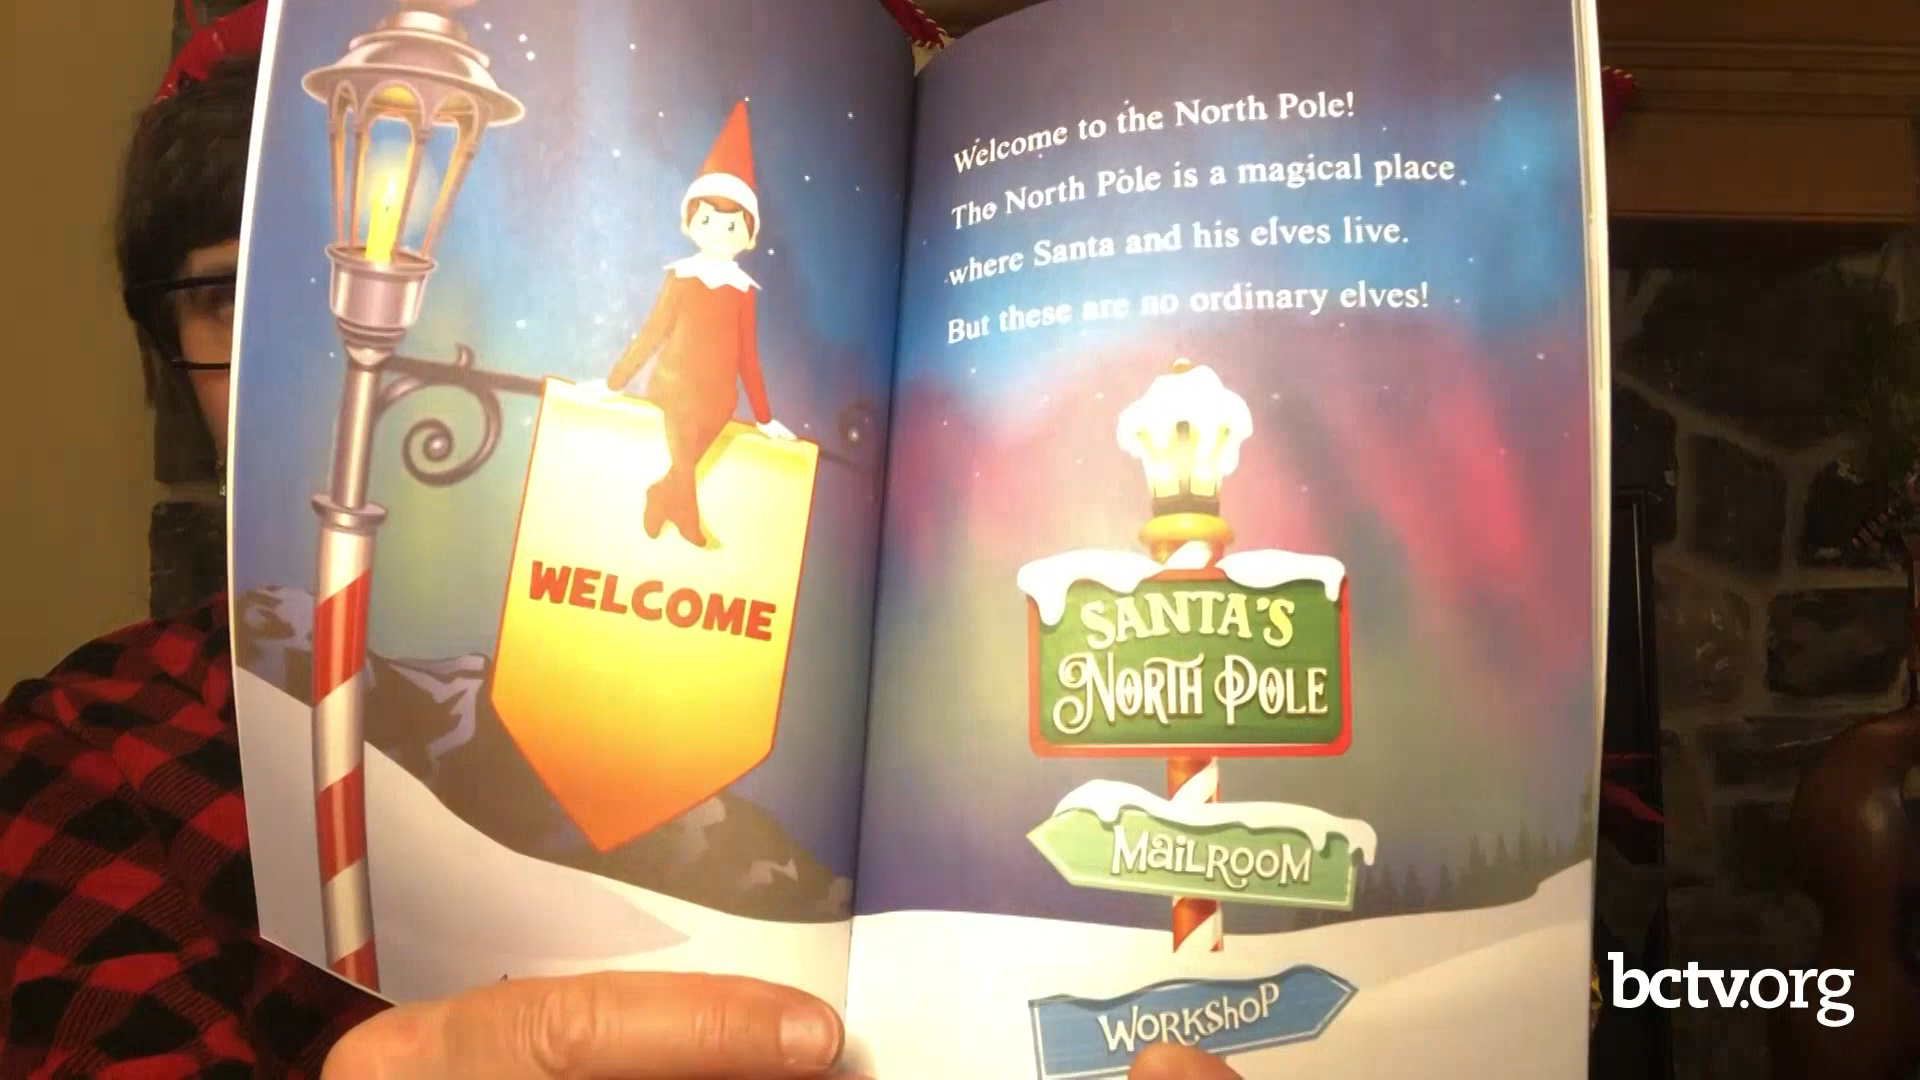 WELCOME
Welcome to the North Pole!
The North Pole is a magical place
where Santa and his elves live.
But these are no ordinary elves!
SANTA'S
NORTH POLE
MAILROOM
WORKSHOP
bctv.org